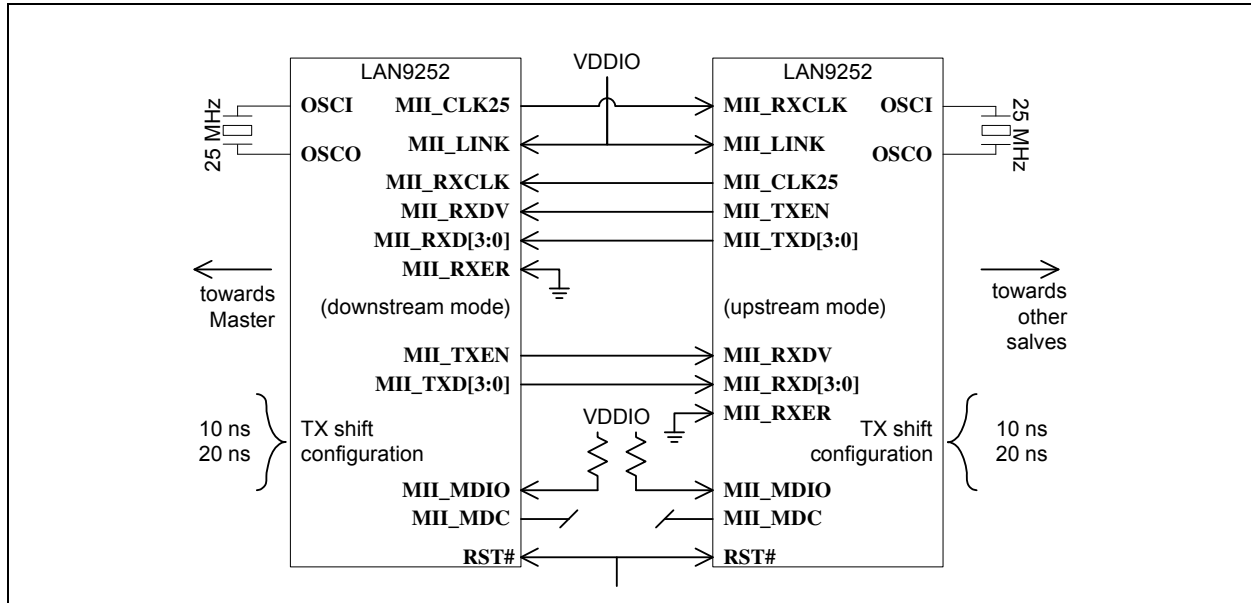 VDDIO
LAN9252
LAN9252
25 MHz
OSCI
OSCO
MII_CLK25
MII_LINK
MII_RXCLK
MII_RXDV
MII_RXD[3:0]
MII_RXER
(downstream mode)
MII_TXEN
MII_TXD[3:0]
TX shift
configuration
MII_MDIO
MII_MDC
RST#
towards
Master
10 ns
20 ns
VDDIO
MII_RXCLK
MII_LINK
MII_CLK25
MII_TXEN
MII_TXD[3:0]
(upstream mode)
MII_RXDV
MII_RXD[3:0]
MII_RXER
TX shift
configuration
MII_MDIO
MII_MDC
RST#
OSCI
OSCO
25 MHz
towards
other
salves
10 ns
20 ns